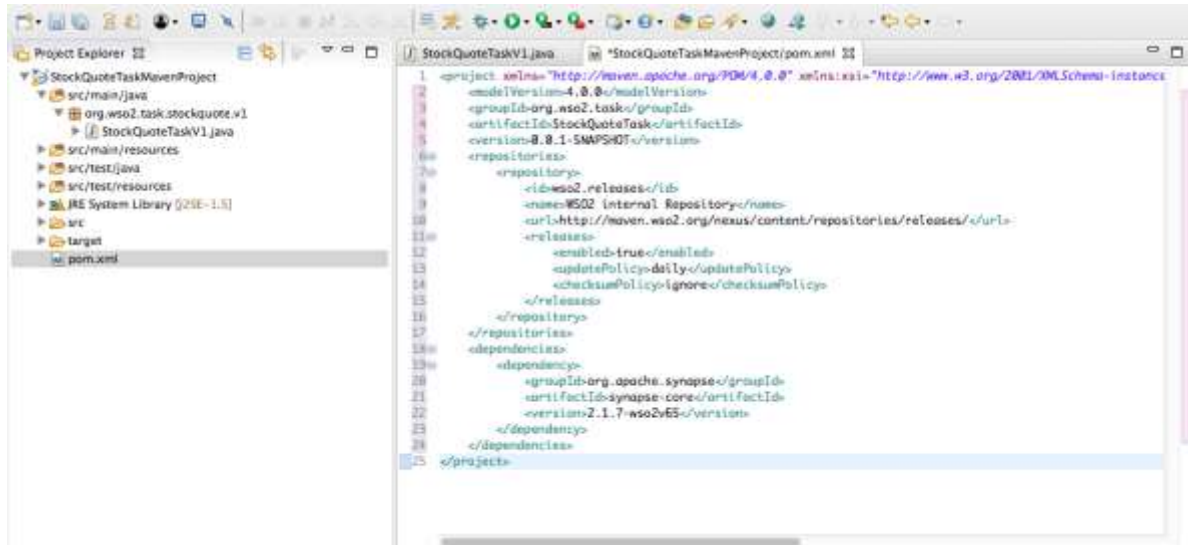 Project Explorer
StockQuoteTaskMavenProject
src/main/java
org.wso2.task.stockquote.v1
StockQuoteTaskV1.java
src/main/resources
src/test/java
src/test/resources
JRE System Library [J2SE-1.5]
src
target
pom.xml
StockQuoteTaskV1.java
*StockQuoteTaskMavenProject/pom.xml
1 <project xmlns="http://maven.apache.org/POM/4.0.0" xmlns:xsi="http://www.w3.org/2001/XMLSchema-instance
2 <modelVersion>4.0.0</modelVersion>
3 <groupId>org.wso2.task</groupId>
4 <artifactId>StockQuoteTask</artifactId>
5 <version>0.0.1-SNAPSHOT</version>
6 <repositories>
7 <repository>
8 <id>wso2.releases</id>
9 <name>WSO2 internal Repository</name>
10 <url>http://maven.wso2.org/nexus/content/repositories/releases/</url>
11 <releases>
12 <enabled>true</enabled>
13 <updatePolicy>daily</updatePolicy>
14 <checksumPolicy>ignore</checksumPolicy>
15 </releases>
16 </repository>
17 </repositories>
18 <dependencies>
19 <dependency>
20 <groupId>org.apache.synapse</groupId>
21 <artifactId>synapse-core</artifactId>
22 <version>2.1.7-wso2v65</version>
23 </dependency>
24 </dependencies>
25 </project>